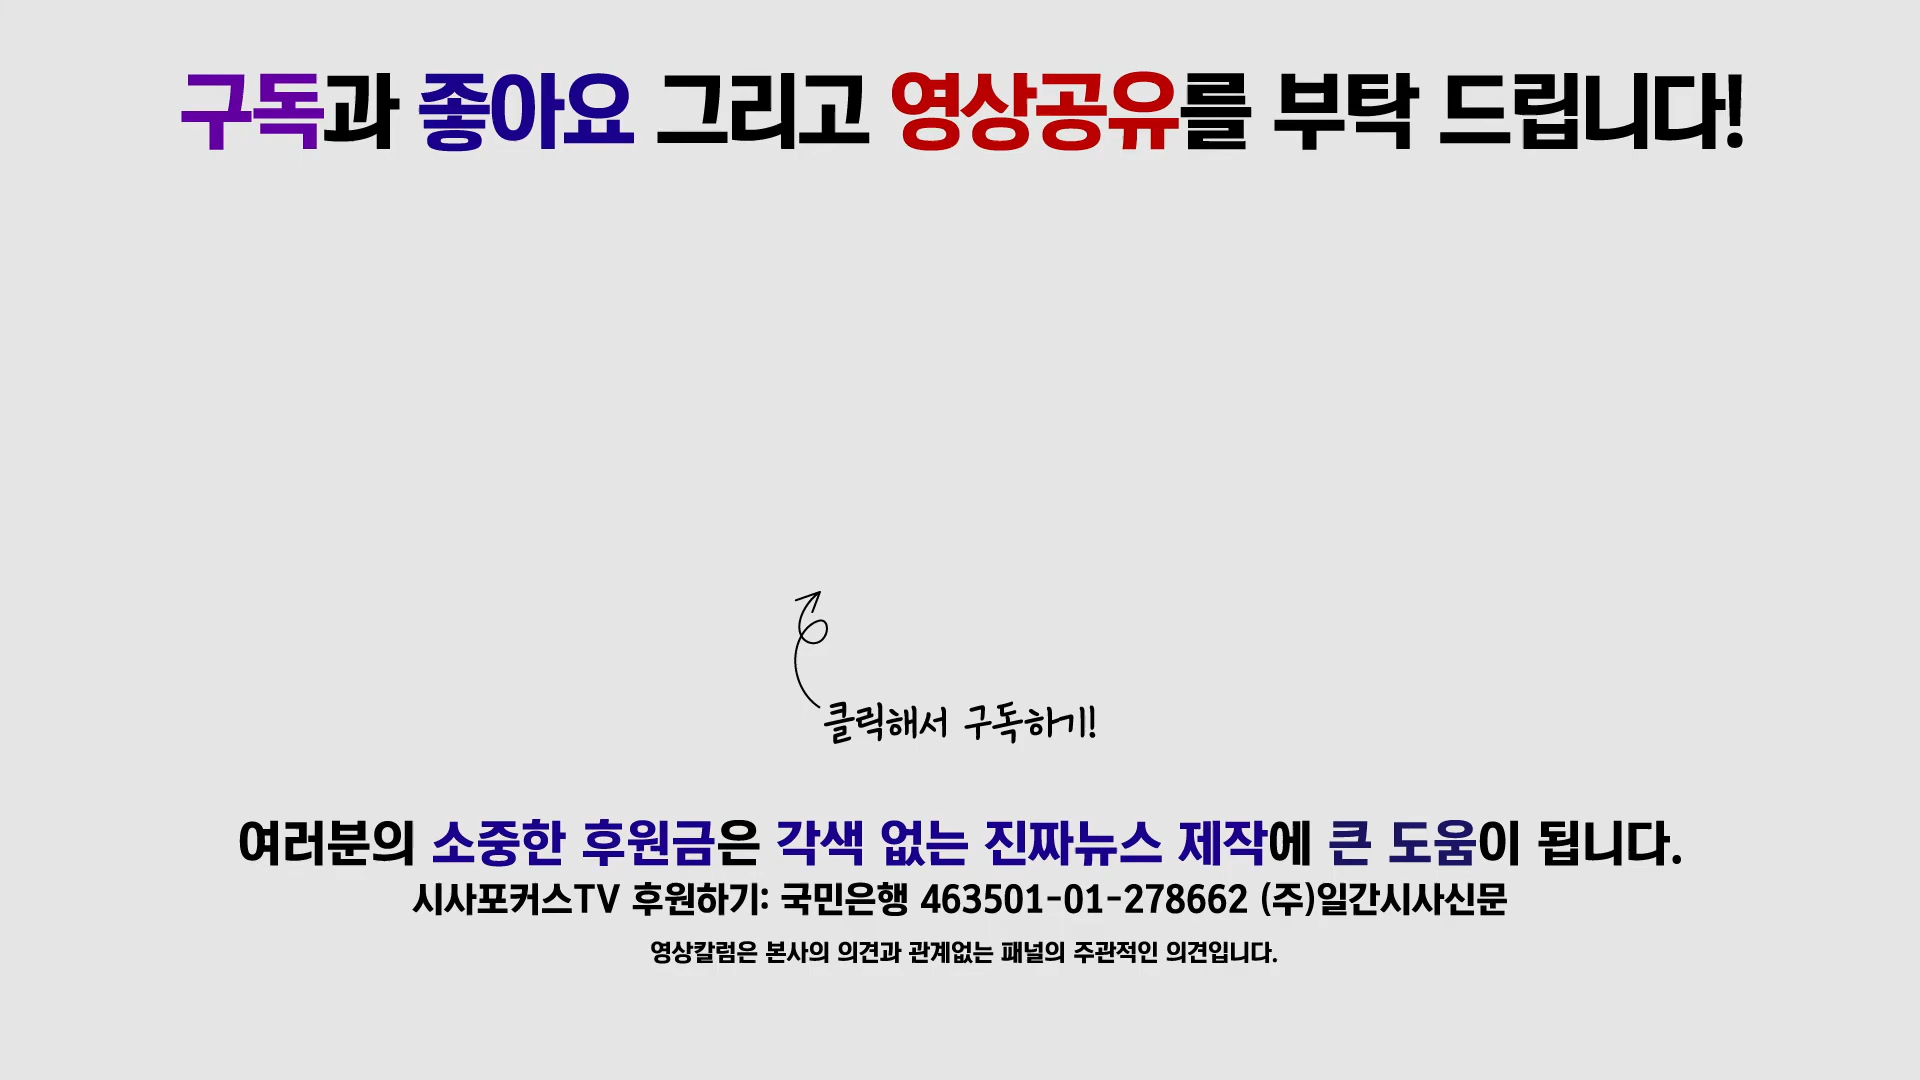 구독과 좋아요 그리고 영상공유를 부탁 드립니다!
클릭해서 구독하기!
여러분의 소중한 후원금은 각색 없는 진짜뉴스 제작에 큰 도움이 됩니다.
시사포커스TV 후원하기: 국민은행 463501-01-278662 (주)일간시사신문
영상칼럼은 본사의 의견과 관계없는 패널의 주관적인 의견입니다.